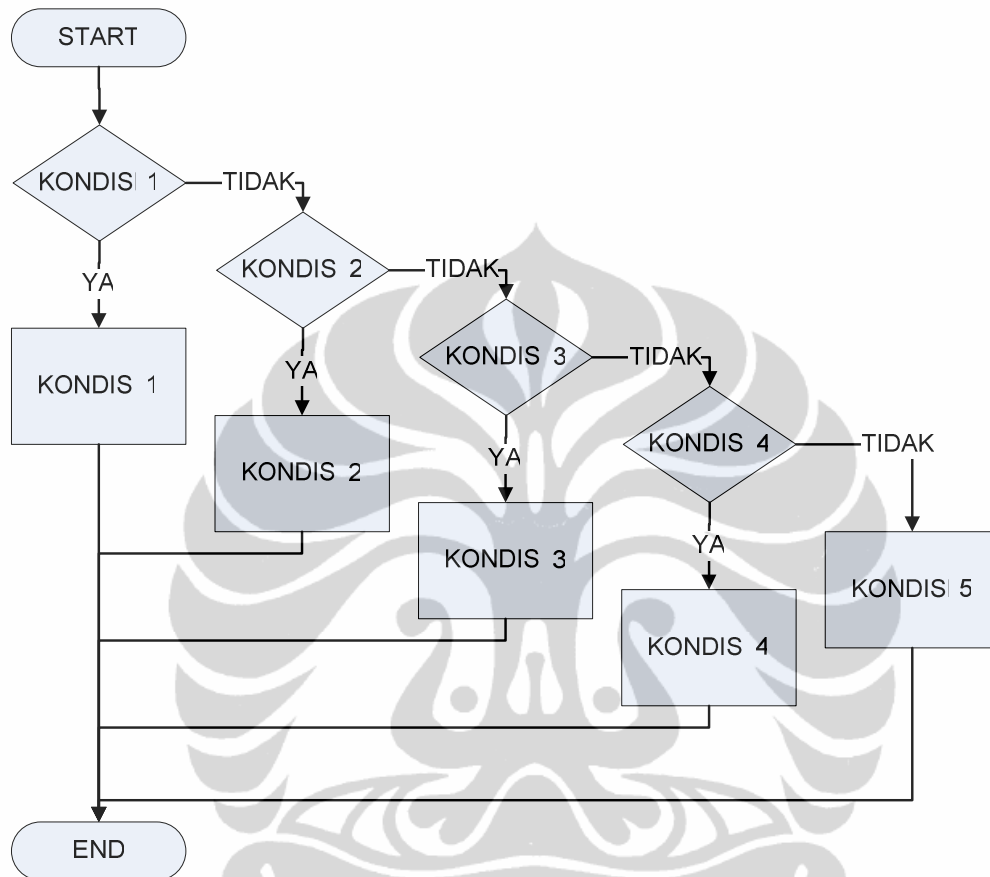 START
KONDISI 1
TIDAK
YA
KONDIS 2
TIDAK
KONDIS 1
YA
KONDIS 3
TIDAK
KONDIS 2
YA
KONDIS 4
TIDAK
KONDIS 3
YA
KONDISI 5
KONDIS 4
END